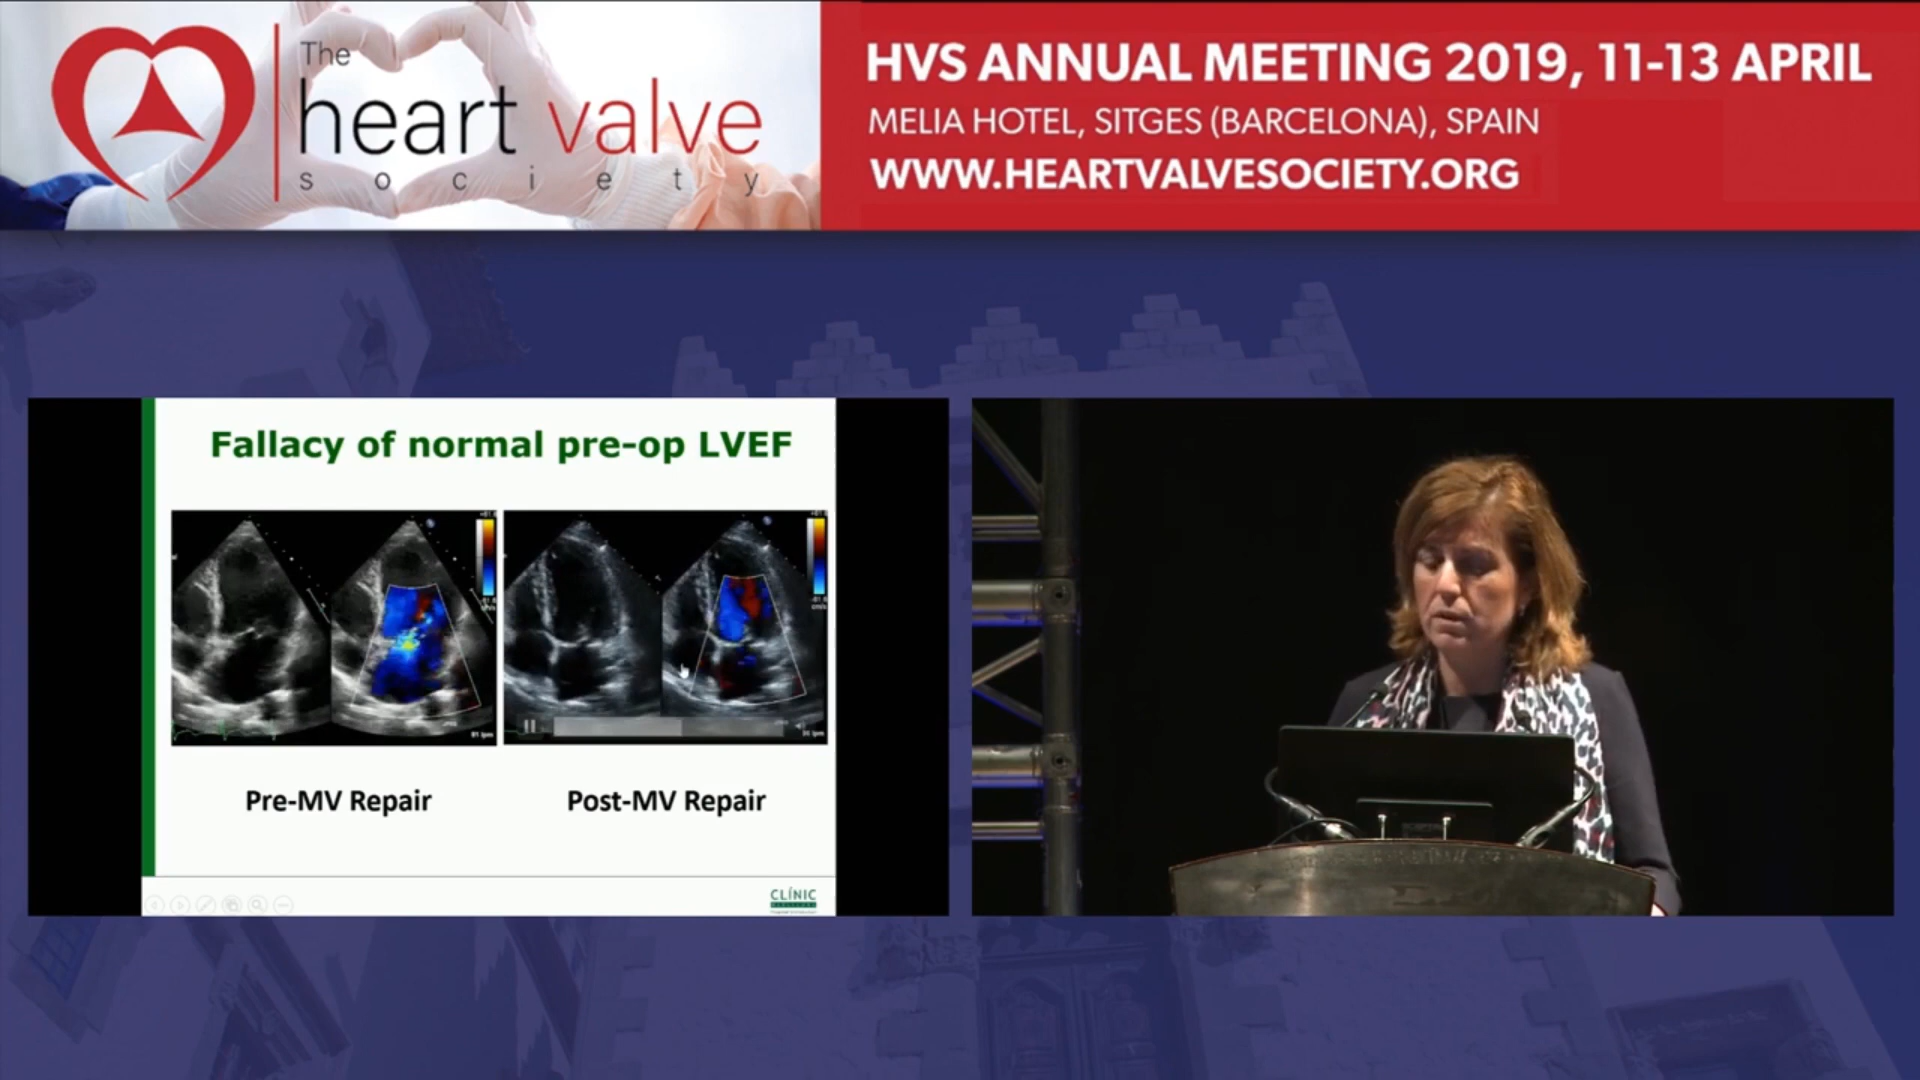 The
heart valve
society
HVS ANNUAL MEETING 2019, 11-13 APRIL
MELIA HOTEL, SITGES (BARCELONA), SPAIN
WWW.HEARTVALVESOCIETY.ORG
Fallacy of normal pre-op LVEF
Pre-MV Repair
Post-MV Repair
CLÍNIC